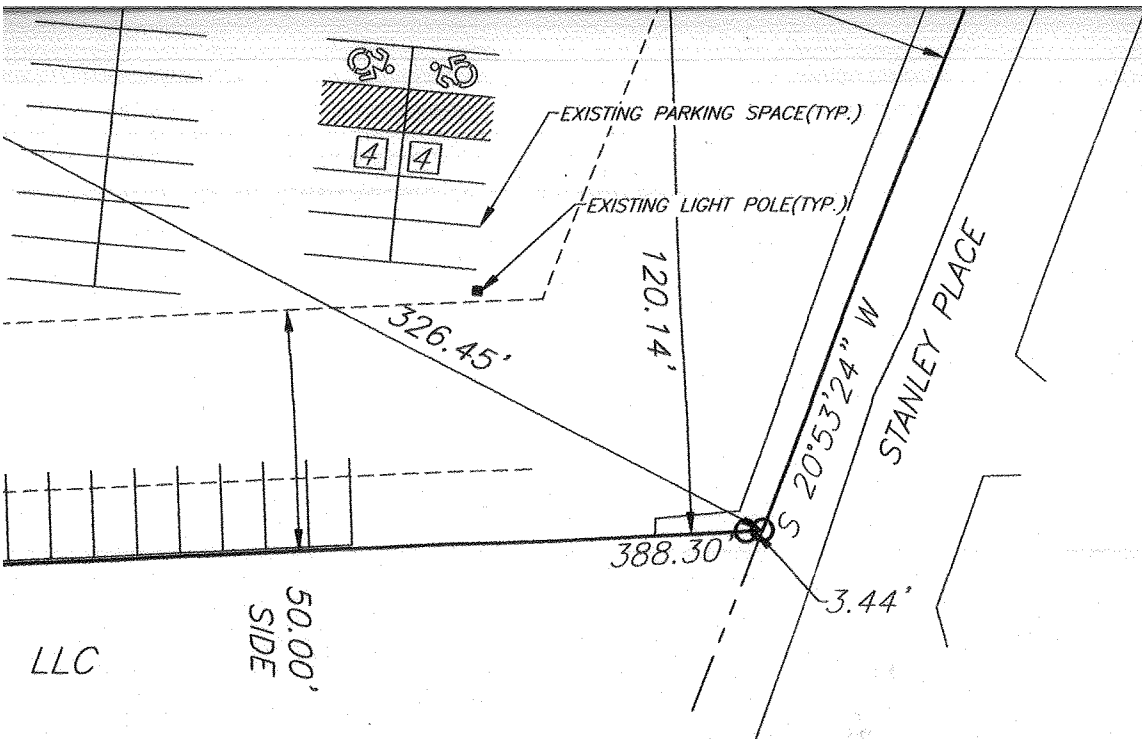 EXISTING PARKING SPACE(TYP.)
4 4
EXISTING LIGHT POLE(TYP.)
120.14'
326.45'
S 20°53'24" W
STANLEY PLACE
388.30'
3.44'
50.00'
SIDE
LLC